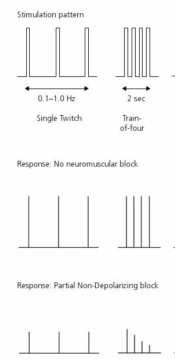 Stimulation pattern
0.1–1.0 Hz
2 sec
Single Twitch
Train-
of-four
Response: No neuromuscular block
Response: Partial Non-Depolarizing block